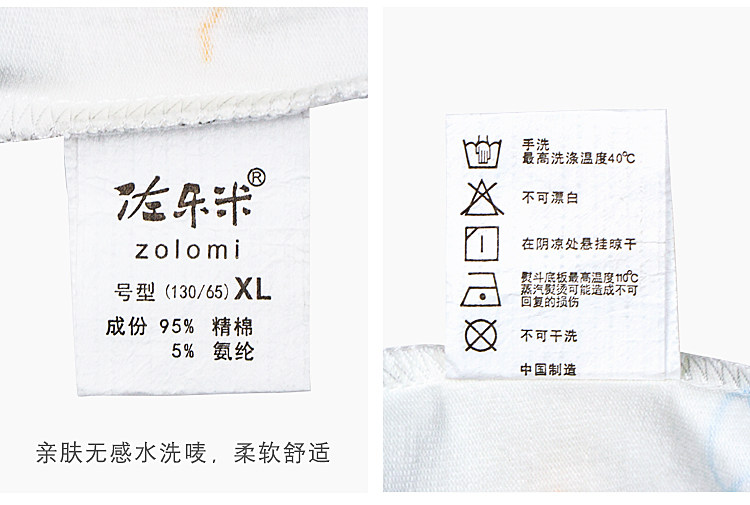 佐乐米®
zolomi
号型 (130/65) XL
成份 95% 精棉
5% 氨纶
亲肤无感水洗唛，柔软舒适
手洗
最高洗涤温度40℃
不可漂白
在阴凉处悬挂晾干
熨斗底板最高温度110℃
蒸汽熨烫可能造成不可
回复的损伤
不可干洗
中国制造